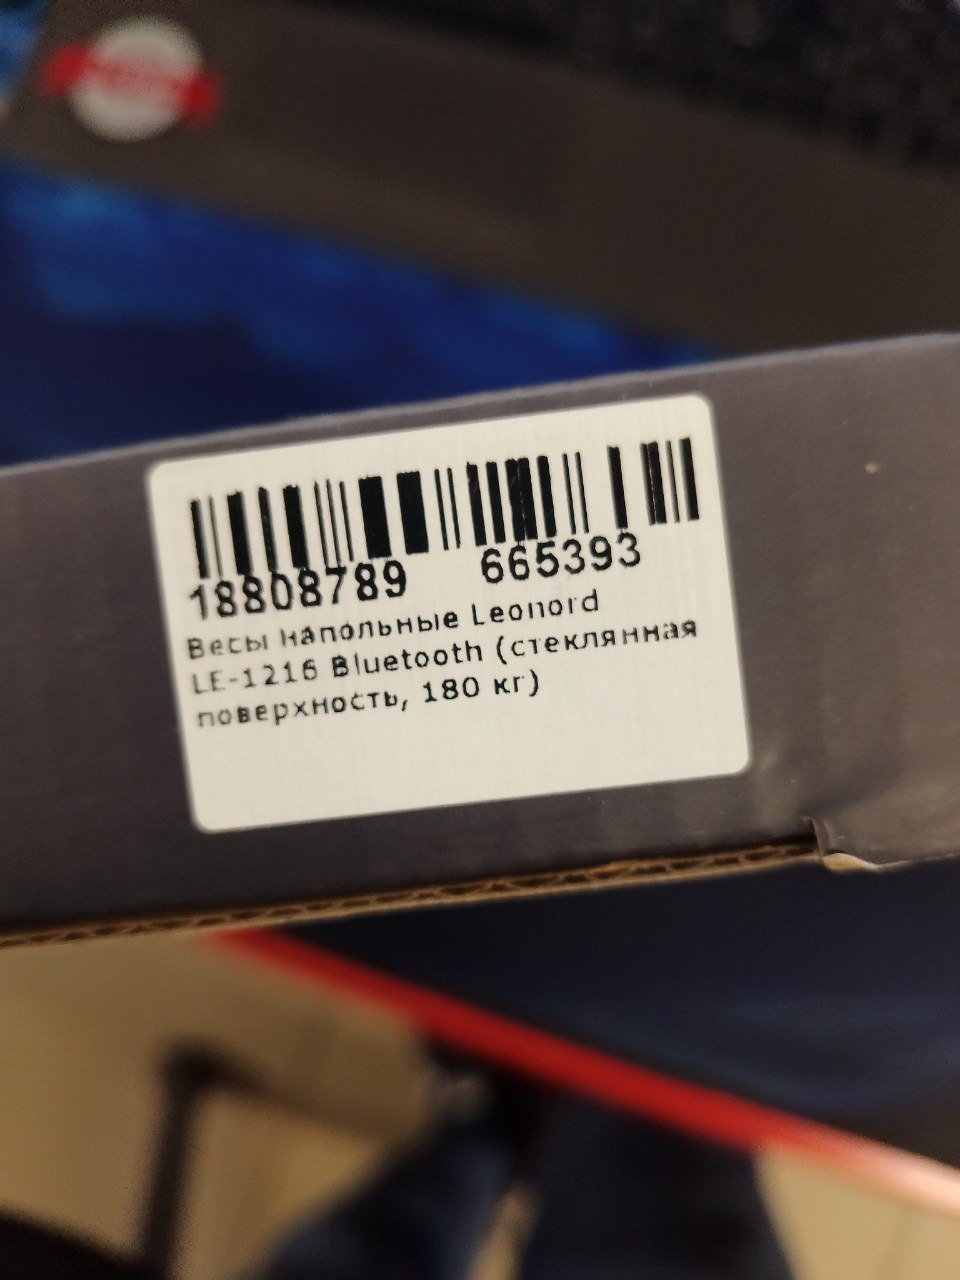 18808789 665393
Весы напольные Leonord
LE-1216 Bluetooth (стеклянная
поверхность, 180 кг)